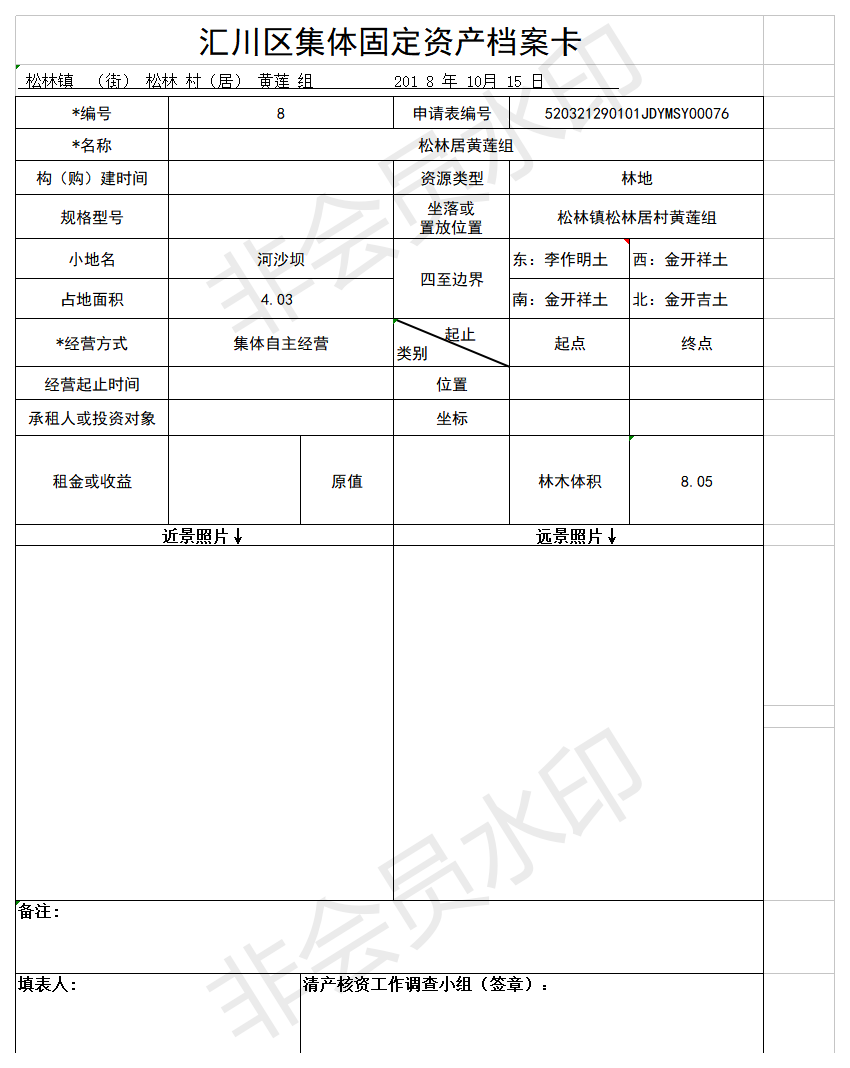 汇川区集体固定资产档案卡
松林镇 （街） 松林 村（居） 黄莲 组 201 8 年 10月 15 日
*编号 8 申请表编号 520321290101JDYMSY00076
*名称 松林居黄莲组
构（购）建时间 资源类型 林地
规格型号 坐落或
置放位置 松林镇松林居村黄莲组
小地名 河沙坝 四至边界 东：李作明土 西：金开祥土
占地面积 4.03 南：金开祥土 北：金开吉土
*经营方式 集体自主经营 起止
类别 起点 终点
经营起止时间 位置
承租人或投资对象 坐标
租金或收益 原值 林木体积 8.05
近景照片↓ 远景照片↓
备注:
填表人: 清产核资工作调查小组（签章）:
非会员水印
非会员水印